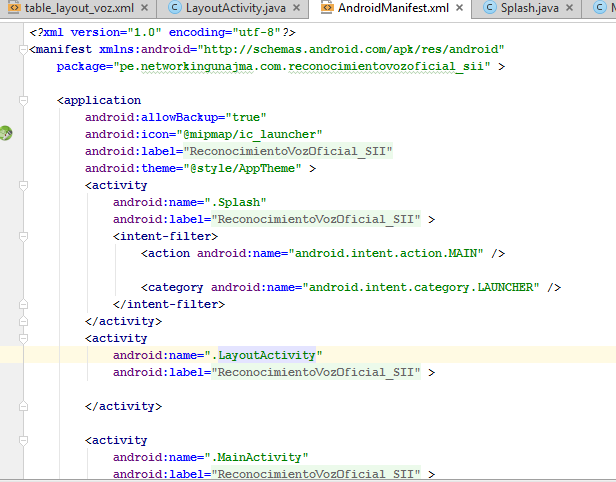 table_layout_voz.xml LayoutActivity.java AndroidManifest.xml Splash.java
<?xml version="1.0" encoding="utf-8"?>
<manifest xmlns:android="http://schemas.android.com/apk/res/android"
package="pe.networkingunajma.com.reconocimientovozoficial_sii" >
<application
android:allowBackup="true"
android:icon="@mipmap/ic_launcher"
android:label="ReconocimientoVozOficial_SII"
android:theme="@style/AppTheme" >
<activity
android:name=".Splash"
android:label="ReconocimientoVozOficial_SII" >
<intent-filter>
<action android:name="android.intent.action.MAIN" />
<category android:name="android.intent.category.LAUNCHER" />
</intent-filter>
</activity>
<activity
android:name=".LayoutActivity"
android:label="ReconocimientoVozOficial_SII" >
</activity>
<activity
android:name=".MainActivity"
android:label="ReconocimientoVozOficial_SII" >